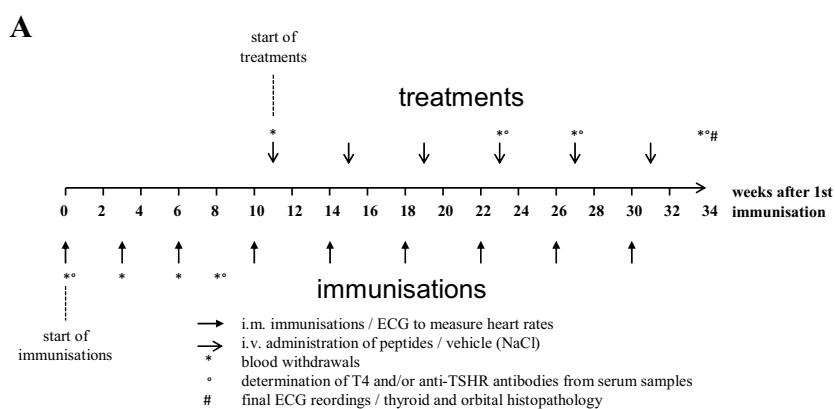 A
start of
treatments
treatments
* *° *° *°#
0 2 4 6 8 10 12 14 16 18 20 22 24 26 28 30 32 34
weeks after 1st
immunisation
*° * * *°
immunisations
start of
immunisations
i.m. immunisations / ECG to measure heart rates
i.v. administration of peptides / vehicle (NaCl)
* blood withdrawals
° determination of T4 and/or anti-TSHR antibodies from serum samples
# final ECG reordings / thyroid and orbital histopathology